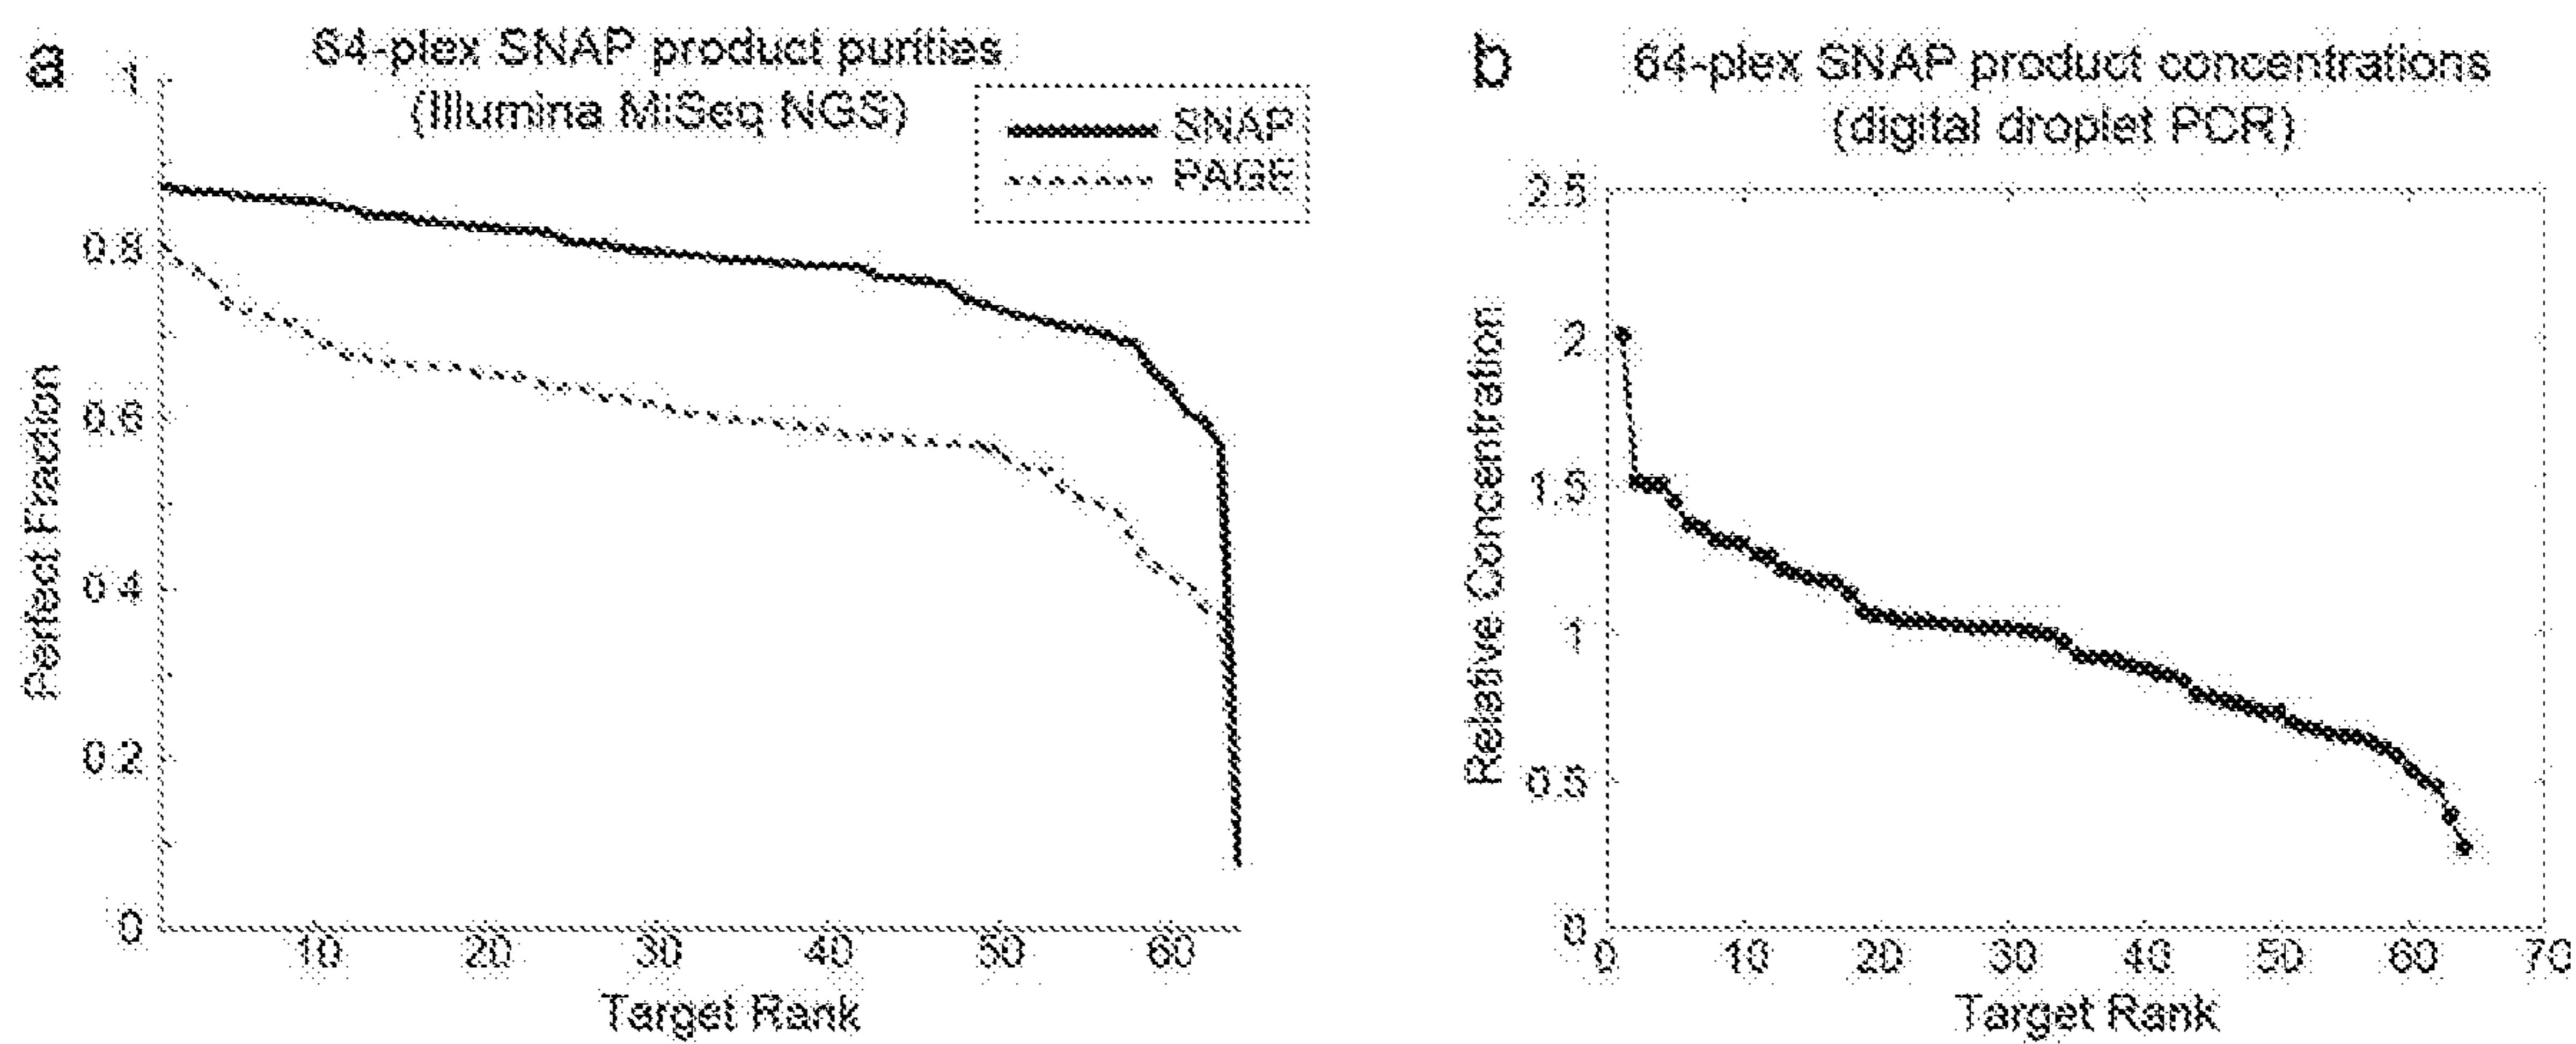 a
64-plex SNAP product purities
(Illumina MiSeq NGS)
SNAP
PAGE
1
0.8
0.6
0.4
0.2
0
Perfect Fraction
10 20 30 40 50 60
Target Rank
b
64-plex SNAP product concentrations
(digital droplet PCR)
2.5
2
1.5
1
0.5
0
Relative Concentration
0 10 20 30 40 50 60 70
Target Rank